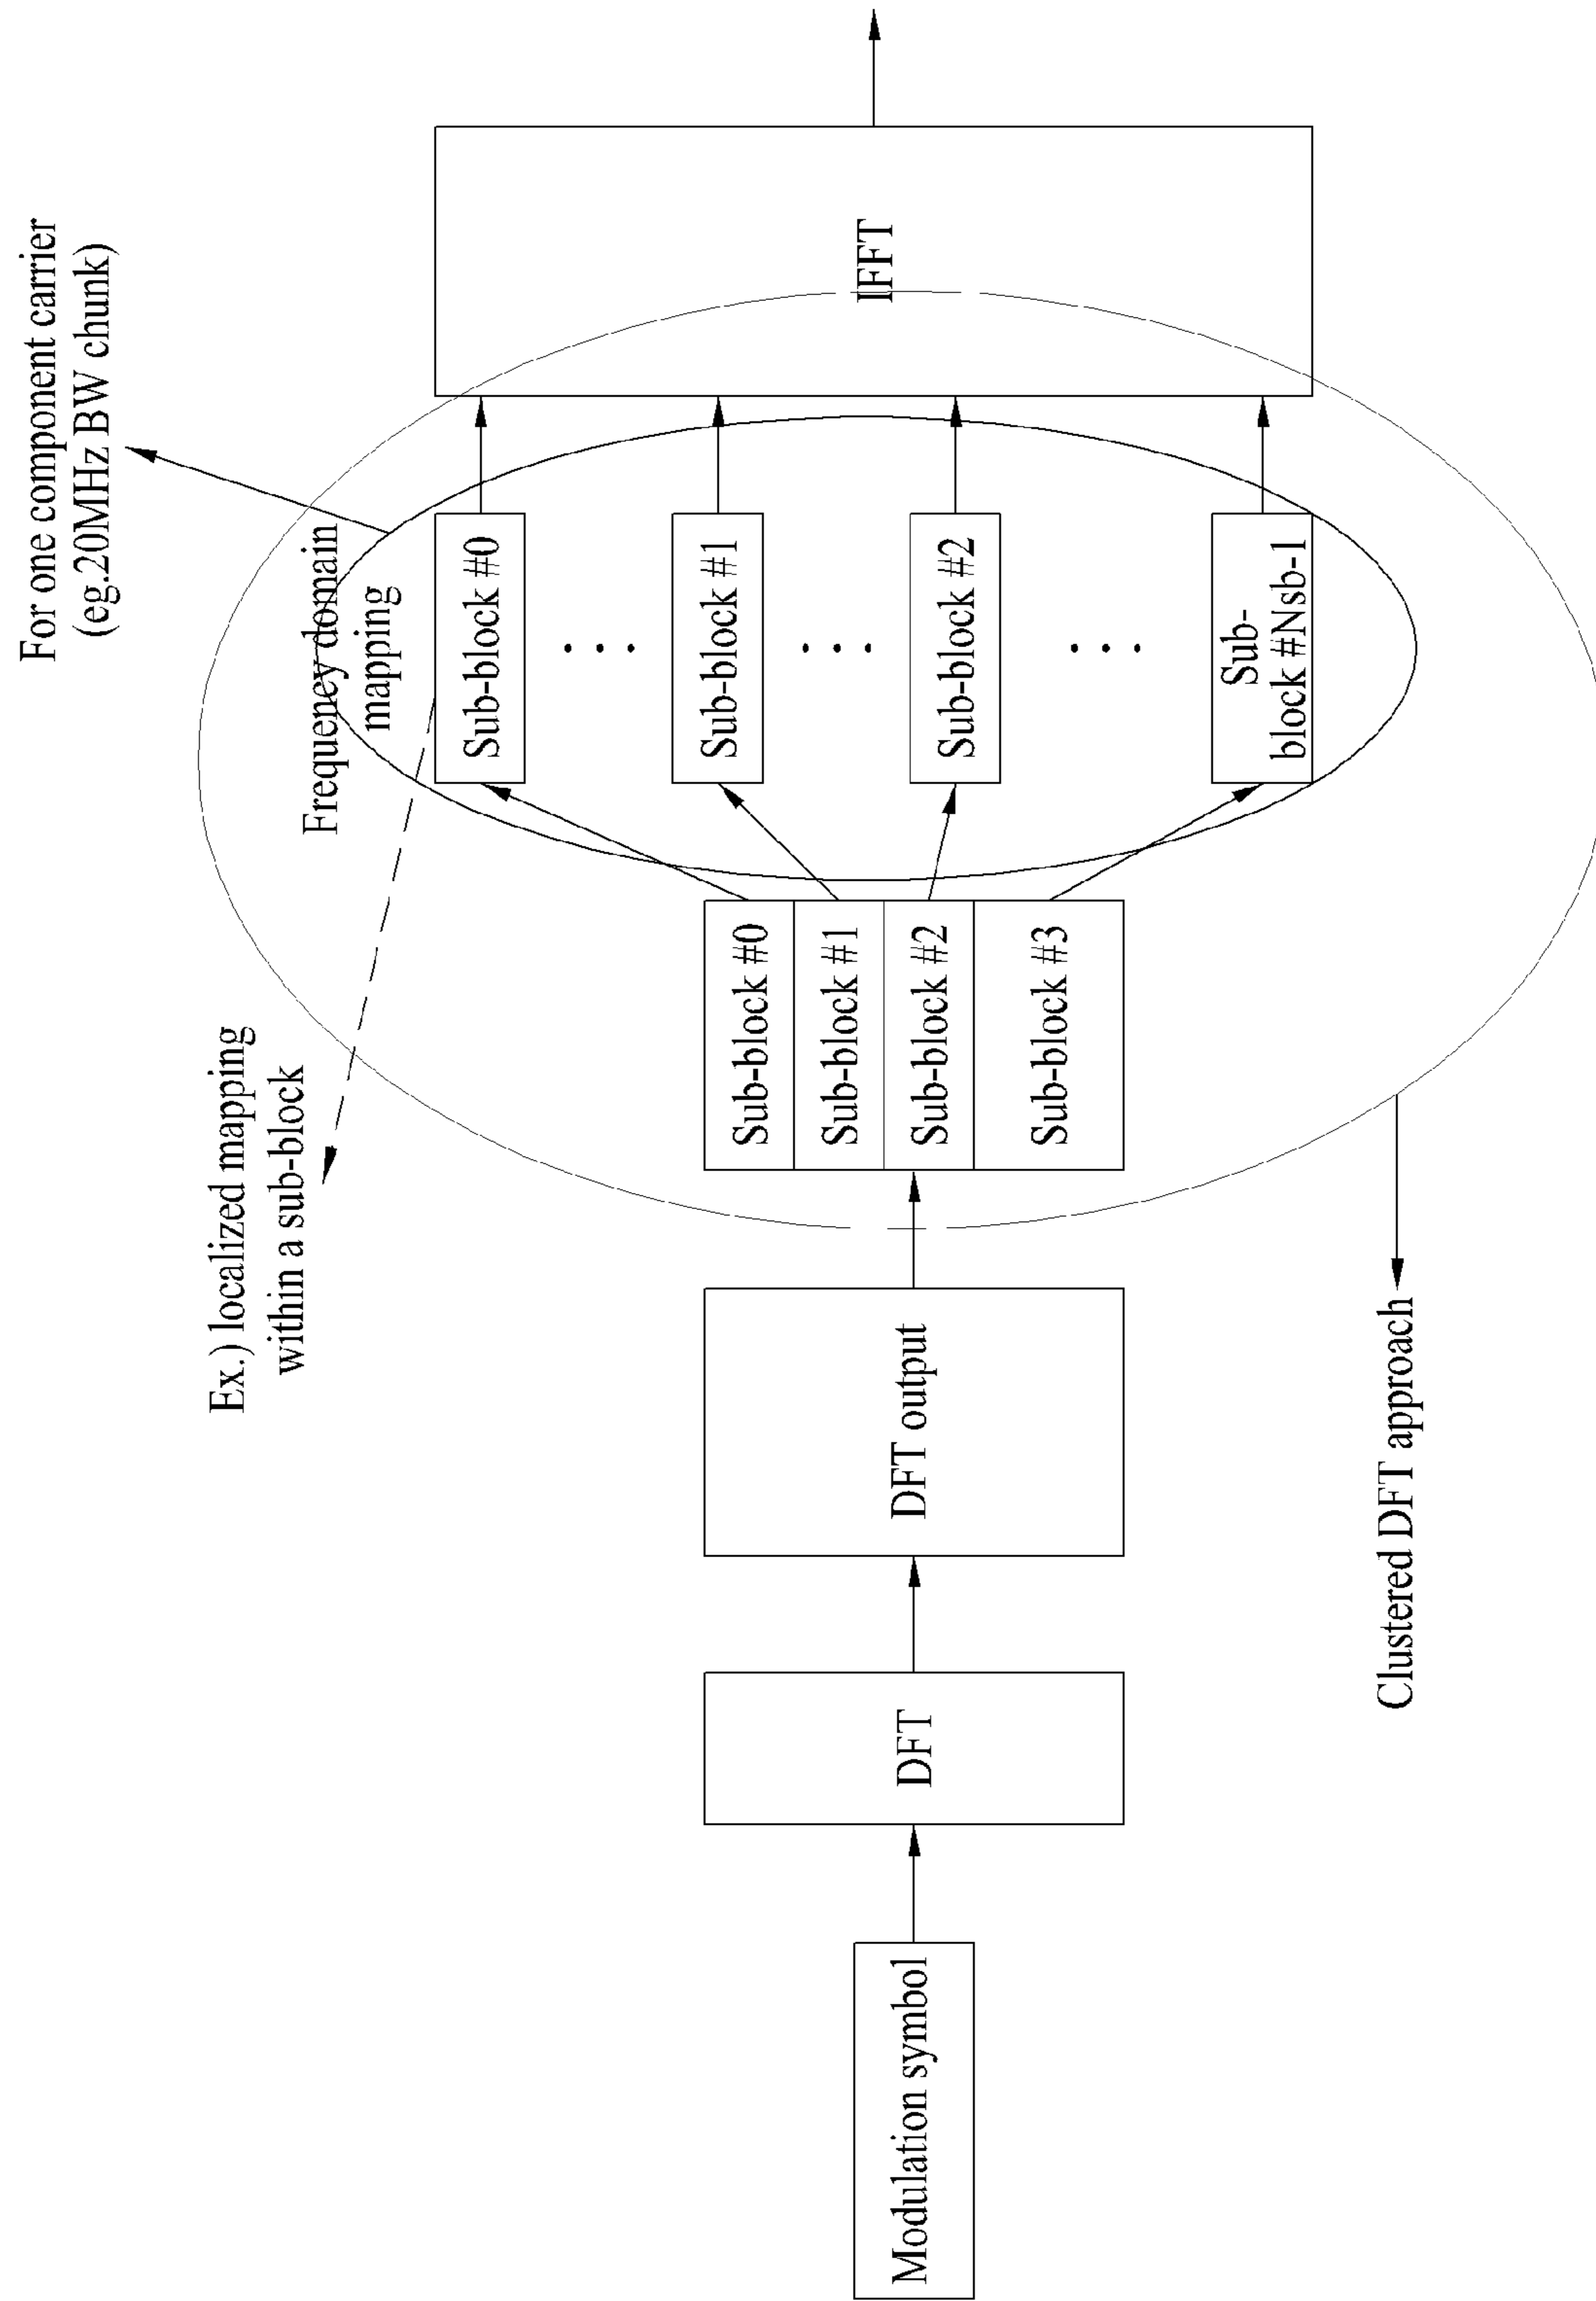 For one component carrier
(eg.20MHz BW chunk)
Ex.) localized mapping
within a sub-block
Frequency domain
mapping
Modulation symbol
DFT
DFT output
Sub-block #0
Sub-block #1
Sub-block #2
Sub-block #3
Sub-block #0
Sub-block #1
Sub-block #2
Sub-
block #Nsb-1
IFFT
Clustered DFT approach